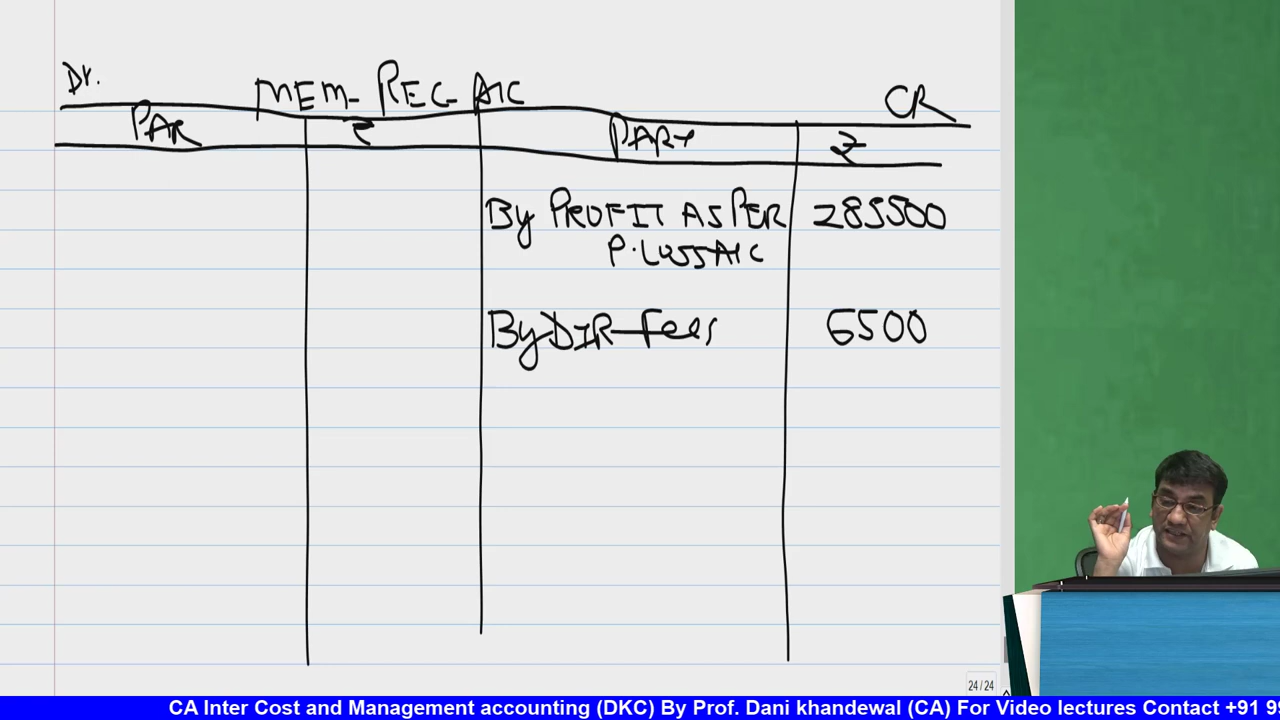 Dr.
MEM- REC- A/C
CR
PAR
₹
PART
₹
By PROFIT AS PER 285500
P. Loss A/C
By DIR-Fees 6500
24/24
CA Inter Cost and Management accounting (DKC) By Prof. Dani khandewal (CA) For Video lectures Contact +91 9